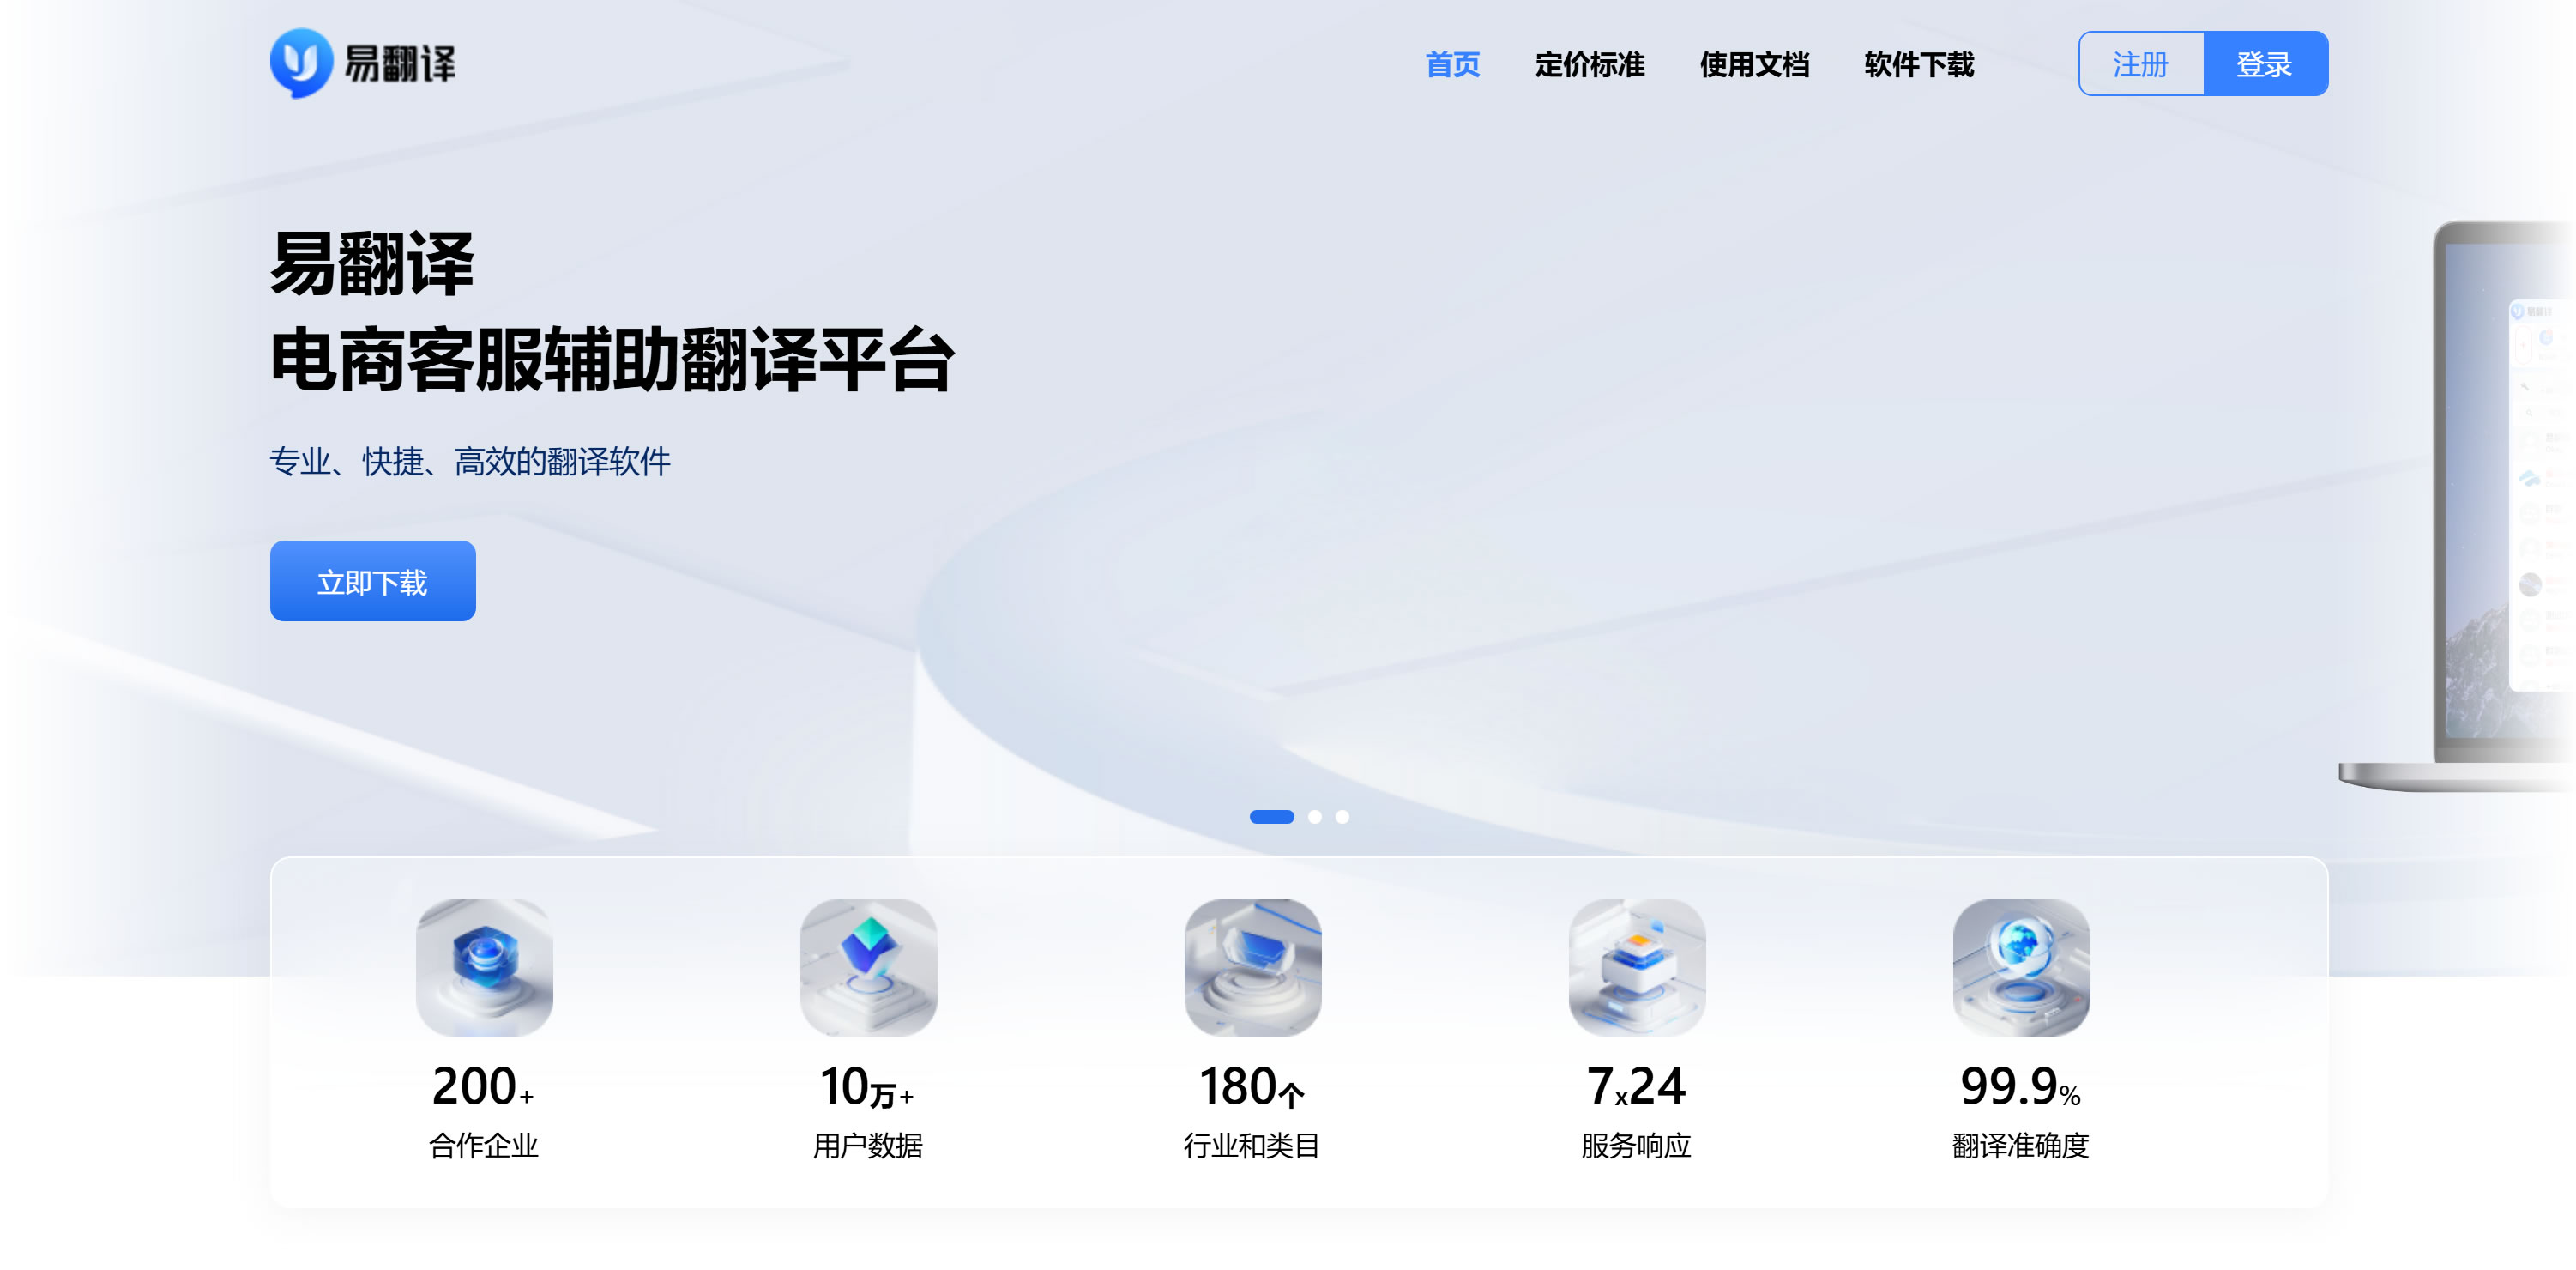 易翻译
首页 定价标准 使用文档 软件下载 注册 登录
易翻译
电商客服辅助翻译平台
专业、快捷、高效的翻译软件
立即下载
200+ 10万+ 180个 7x24 99.9%
合作企业 用户数据 行业和类目 服务响应 翻译准确度